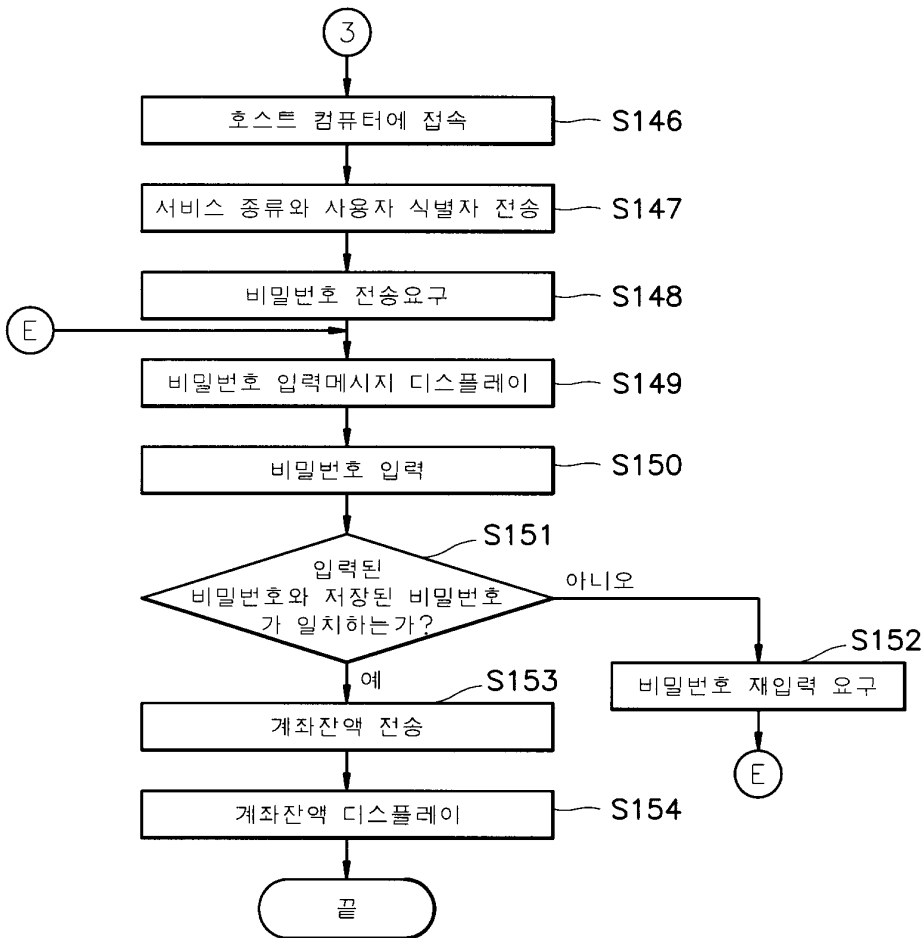 3
호스트 컴퓨터에 접속
S146
서비스 종류와 사용자 식별자 전송
S147
비밀번호 전송요구
S148
E
비밀번호 입력메시지 디스플레이
S149
비밀번호 입력
S150
S151
입력된
비밀번호와 저장된 비밀번호
가 일치하는가?
아니오
S152
비밀번호 재입력 요구
E
예
S153
계좌잔액 전송
계좌잔액 디스플레이
S154
끝